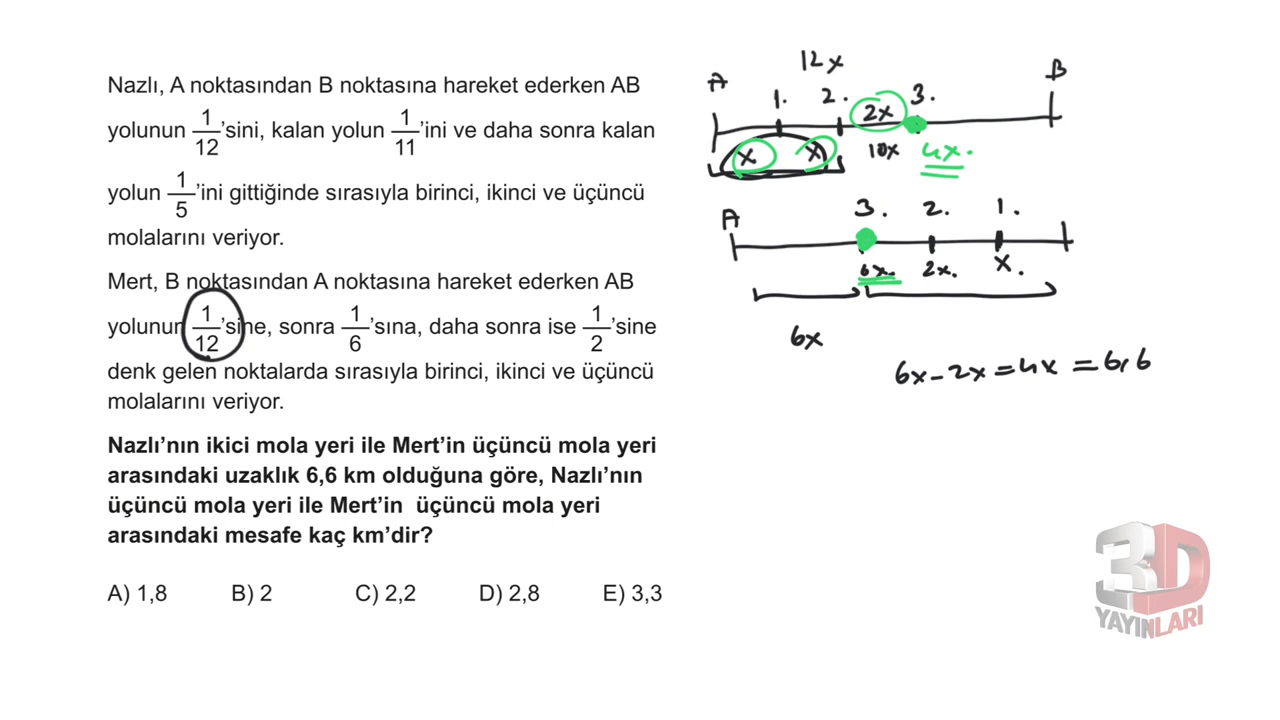 Nazlı, A noktasından B noktasına hareket ederken AB
yolunun 1/12 'sini, kalan yolun 1/11 'ini ve daha sonra kalan
yolun 1/5 'ini gittiğinde sırasıyla birinci, ikinci ve üçüncü
molalarını veriyor.
Mert, B noktasından A noktasına hareket ederken AB
yolunun 1/12 'sine, sonra 1/6 'sına, daha sonra ise 1/2 'sine
denk gelen noktalarda sırasıyla birinci, ikinci ve üçüncü
molalarını veriyor.
Nazlı'nın ikici mola yeri ile Mert'in üçüncü mola yeri
arasındaki uzaklık 6,6 km olduğuna göre, Nazlı'nın
üçüncü mola yeri ile Mert'in üçüncü mola yeri
arasındaki mesafe kaç km'dir?
A) 1,8 B) 2 C) 2,2 D) 2,8 E) 3,3
12x
A B
1. 2. 2x 3.
x x 10x 4x.
A 3. 2. 1.
6x. 2x. x.
6x
6x - 2x = 4x = 6,6
3D
YAYINLARI